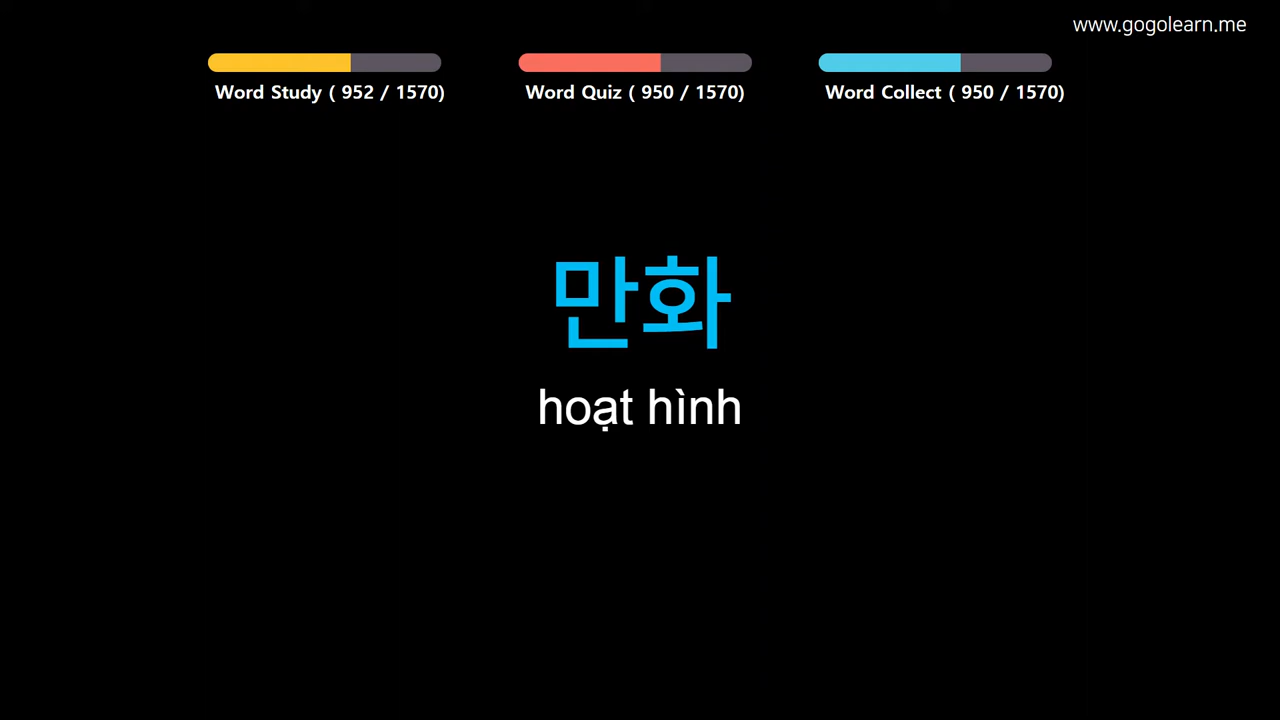 www.gogolearn.me
Word Study ( 952 / 1570)
Word Quiz ( 950 / 1570)
Word Collect ( 950 / 1570)
만화
hoạt hình